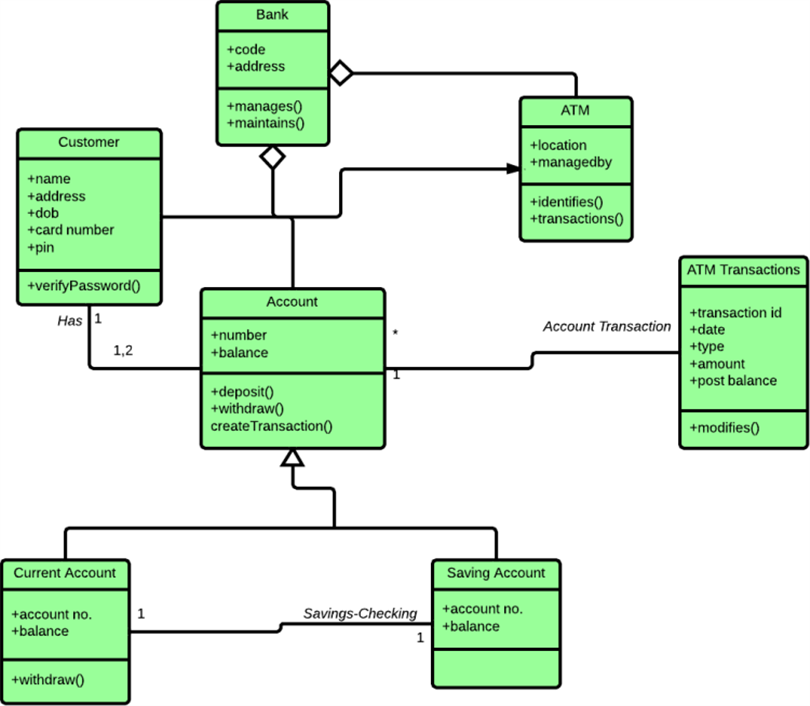 Bank
+code
+address
+manages()
+maintains()
ATM
+location
+managedby
+identifies()
+transactions()
Customer
+name
+address
+dob
+card number
+pin
+verifyPassword()
Has
1
1,2
Account
+number
+balance
+deposit()
+withdraw()
createTransaction()
*
1
Account Transaction
ATM Transactions
+transaction id
+date
+type
+amount
+post balance
+modifies()
Current Account
+account no.
+balance
+withdraw()
1
Savings-Checking
1
Saving Account
+account no.
+balance